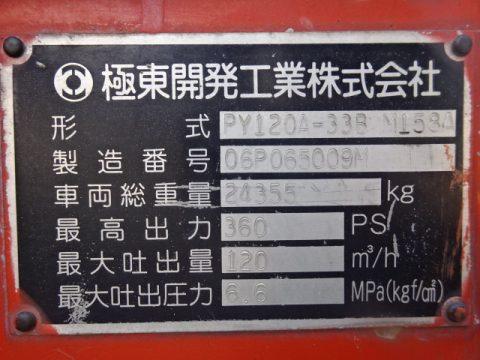 極東開発工業株式会社
形式 PY120A-33B M158A
製造番号 06P065009M
車両総重量 24355 kg
最高出力 360 PS
最大吐出量 120 m³/h
最大吐出圧力 6.6 MPa(kgf/cm²)